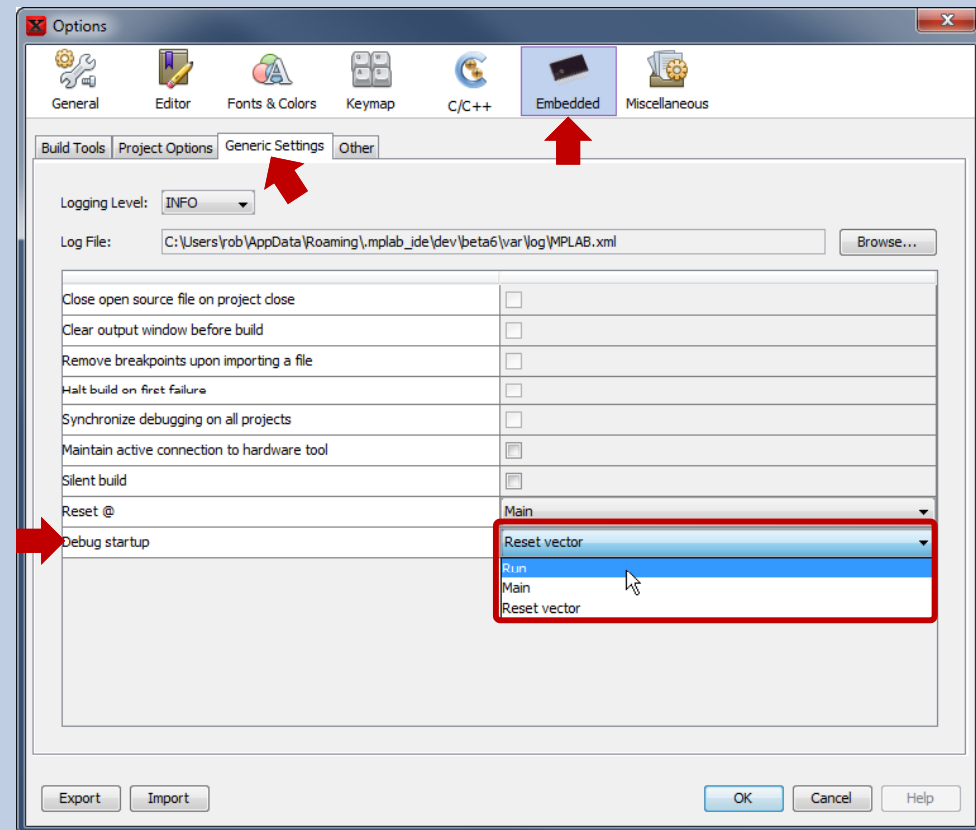 Options
General Editor Fonts & Colors Keymap C/C++ Embedded Miscellaneous
Build Tools Project Options Generic Settings Other
Logging Level: INFO
Log File: C:\Users\rob\AppData\Roaming\.mplab_ide\dev\beta6\var\log\MPLAB.xml Browse...
Close open source file on project close
Clear output window before build
Remove breakpoints upon importing a file
Halt build on first failure
Synchronize debugging on all projects
Maintain active connection to hardware tool
Silent build
Reset @ Main
Debug startup Reset vector
Run
Main
Reset vector
Export Import OK Cancel Help